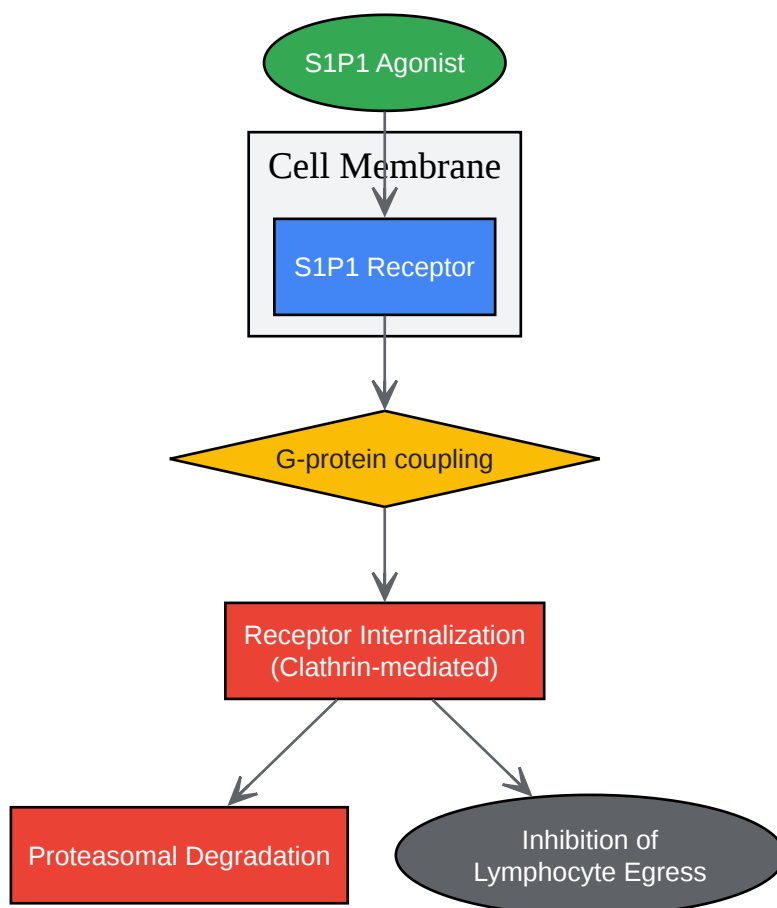 S1P1 Agonist
Cell Membrane
S1P1 Receptor
G-protein coupling
Receptor Internalization
(Clathrin-mediated)
Proteasomal Degradation
Inhibition of
Lymphocyte Egress